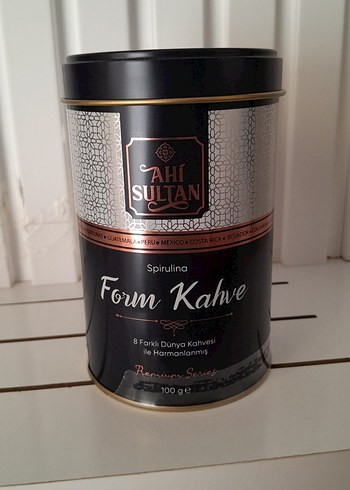 AHİ
SULTAN
GUATEMALA • PERU • MEXICO • COSTA RICA • ECUADOR
Spirulina
Form Kahve
8 Farklı Dünya Kahvesi
ile Harmanlanmış
Premium Series
100 g e